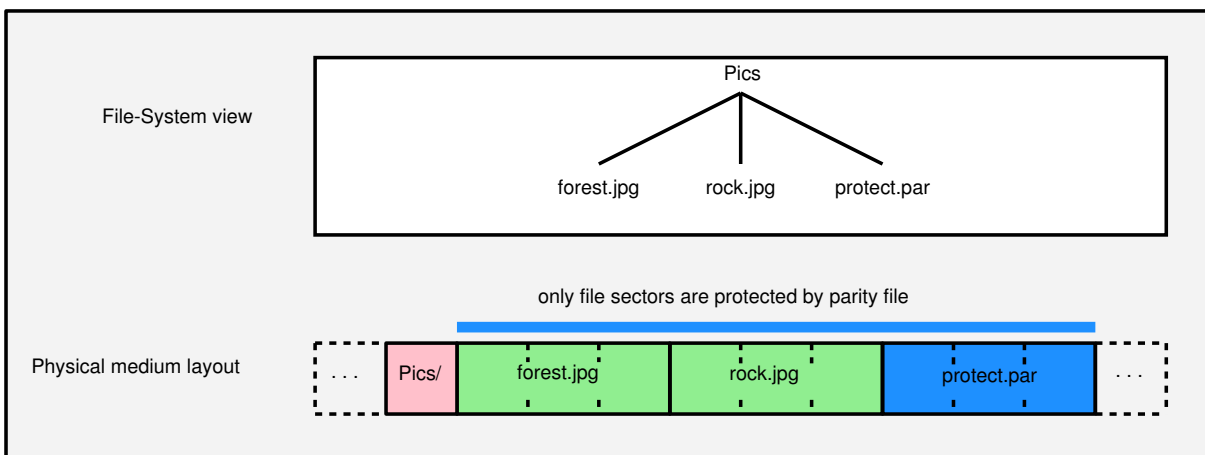 Pics
File-System view
forest.jpg rock.jpg protect.par
only file sectors are protected by parity file
Physical medium layout
. . . Pics/ forest.jpg rock.jpg protect.par . . .